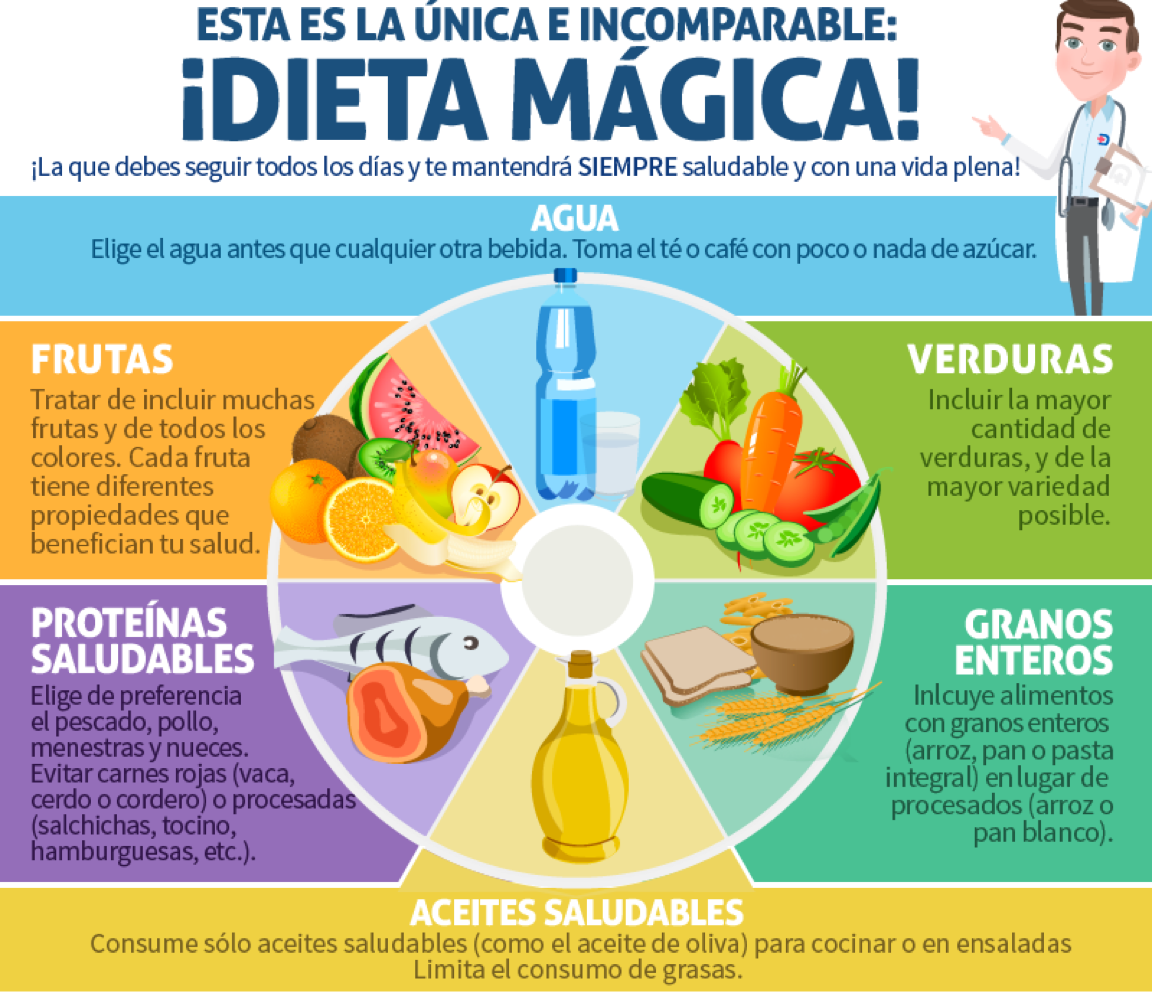 ESTA ES LA ÚNICA E INCOMPARABLE:
¡DIETA MÁGICA!
¡La que debes seguir todos los días y te mantendrá SIEMPRE saludable y con una vida plena!
AGUA
Elige el agua antes que cualquier otra bebida. Toma el té o café con poco o nada de azúcar.
FRUTAS
Tratar de incluir muchas
frutas y de todos los
colores. Cada fruta
tiene diferentes
propiedades que
benefician tu salud.
VERDURAS
Incluir la mayor
cantidad de
verduras, y de la
mayor variedad
posible.
PROTEÍNAS
SALUDABLES
Elige de preferencia
el pescado, pollo,
menestras y nueces.
Evitar carnes rojas (vaca,
cerdo o cordero) o procesadas
(salchichas, tocino,
hamburguesas, etc.).
GRANOS
ENTEROS
Inlcuye alimentos
con granos enteros
(arroz, pan o pasta
integral) en lugar de
procesados (arroz o
pan blanco).
ACEITES SALUDABLES
Consume sólo aceites saludables (como el aceite de oliva) para cocinar o en ensaladas
Limita el consumo de grasas.